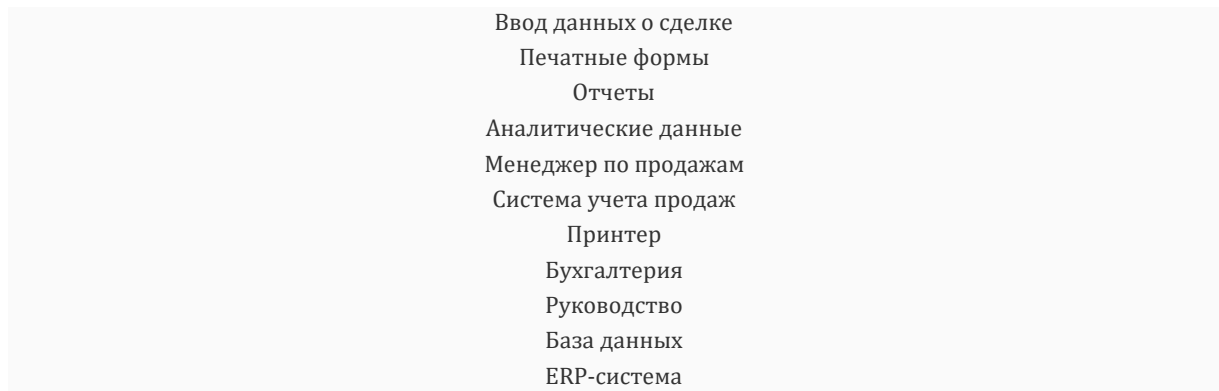 Ввод данных о сделке
Печатные формы
Отчеты
Аналитические данные
Менеджер по продажам
Система учета продаж
Принтер
Бухгалтерия
Руководство
База данных
ERP-система